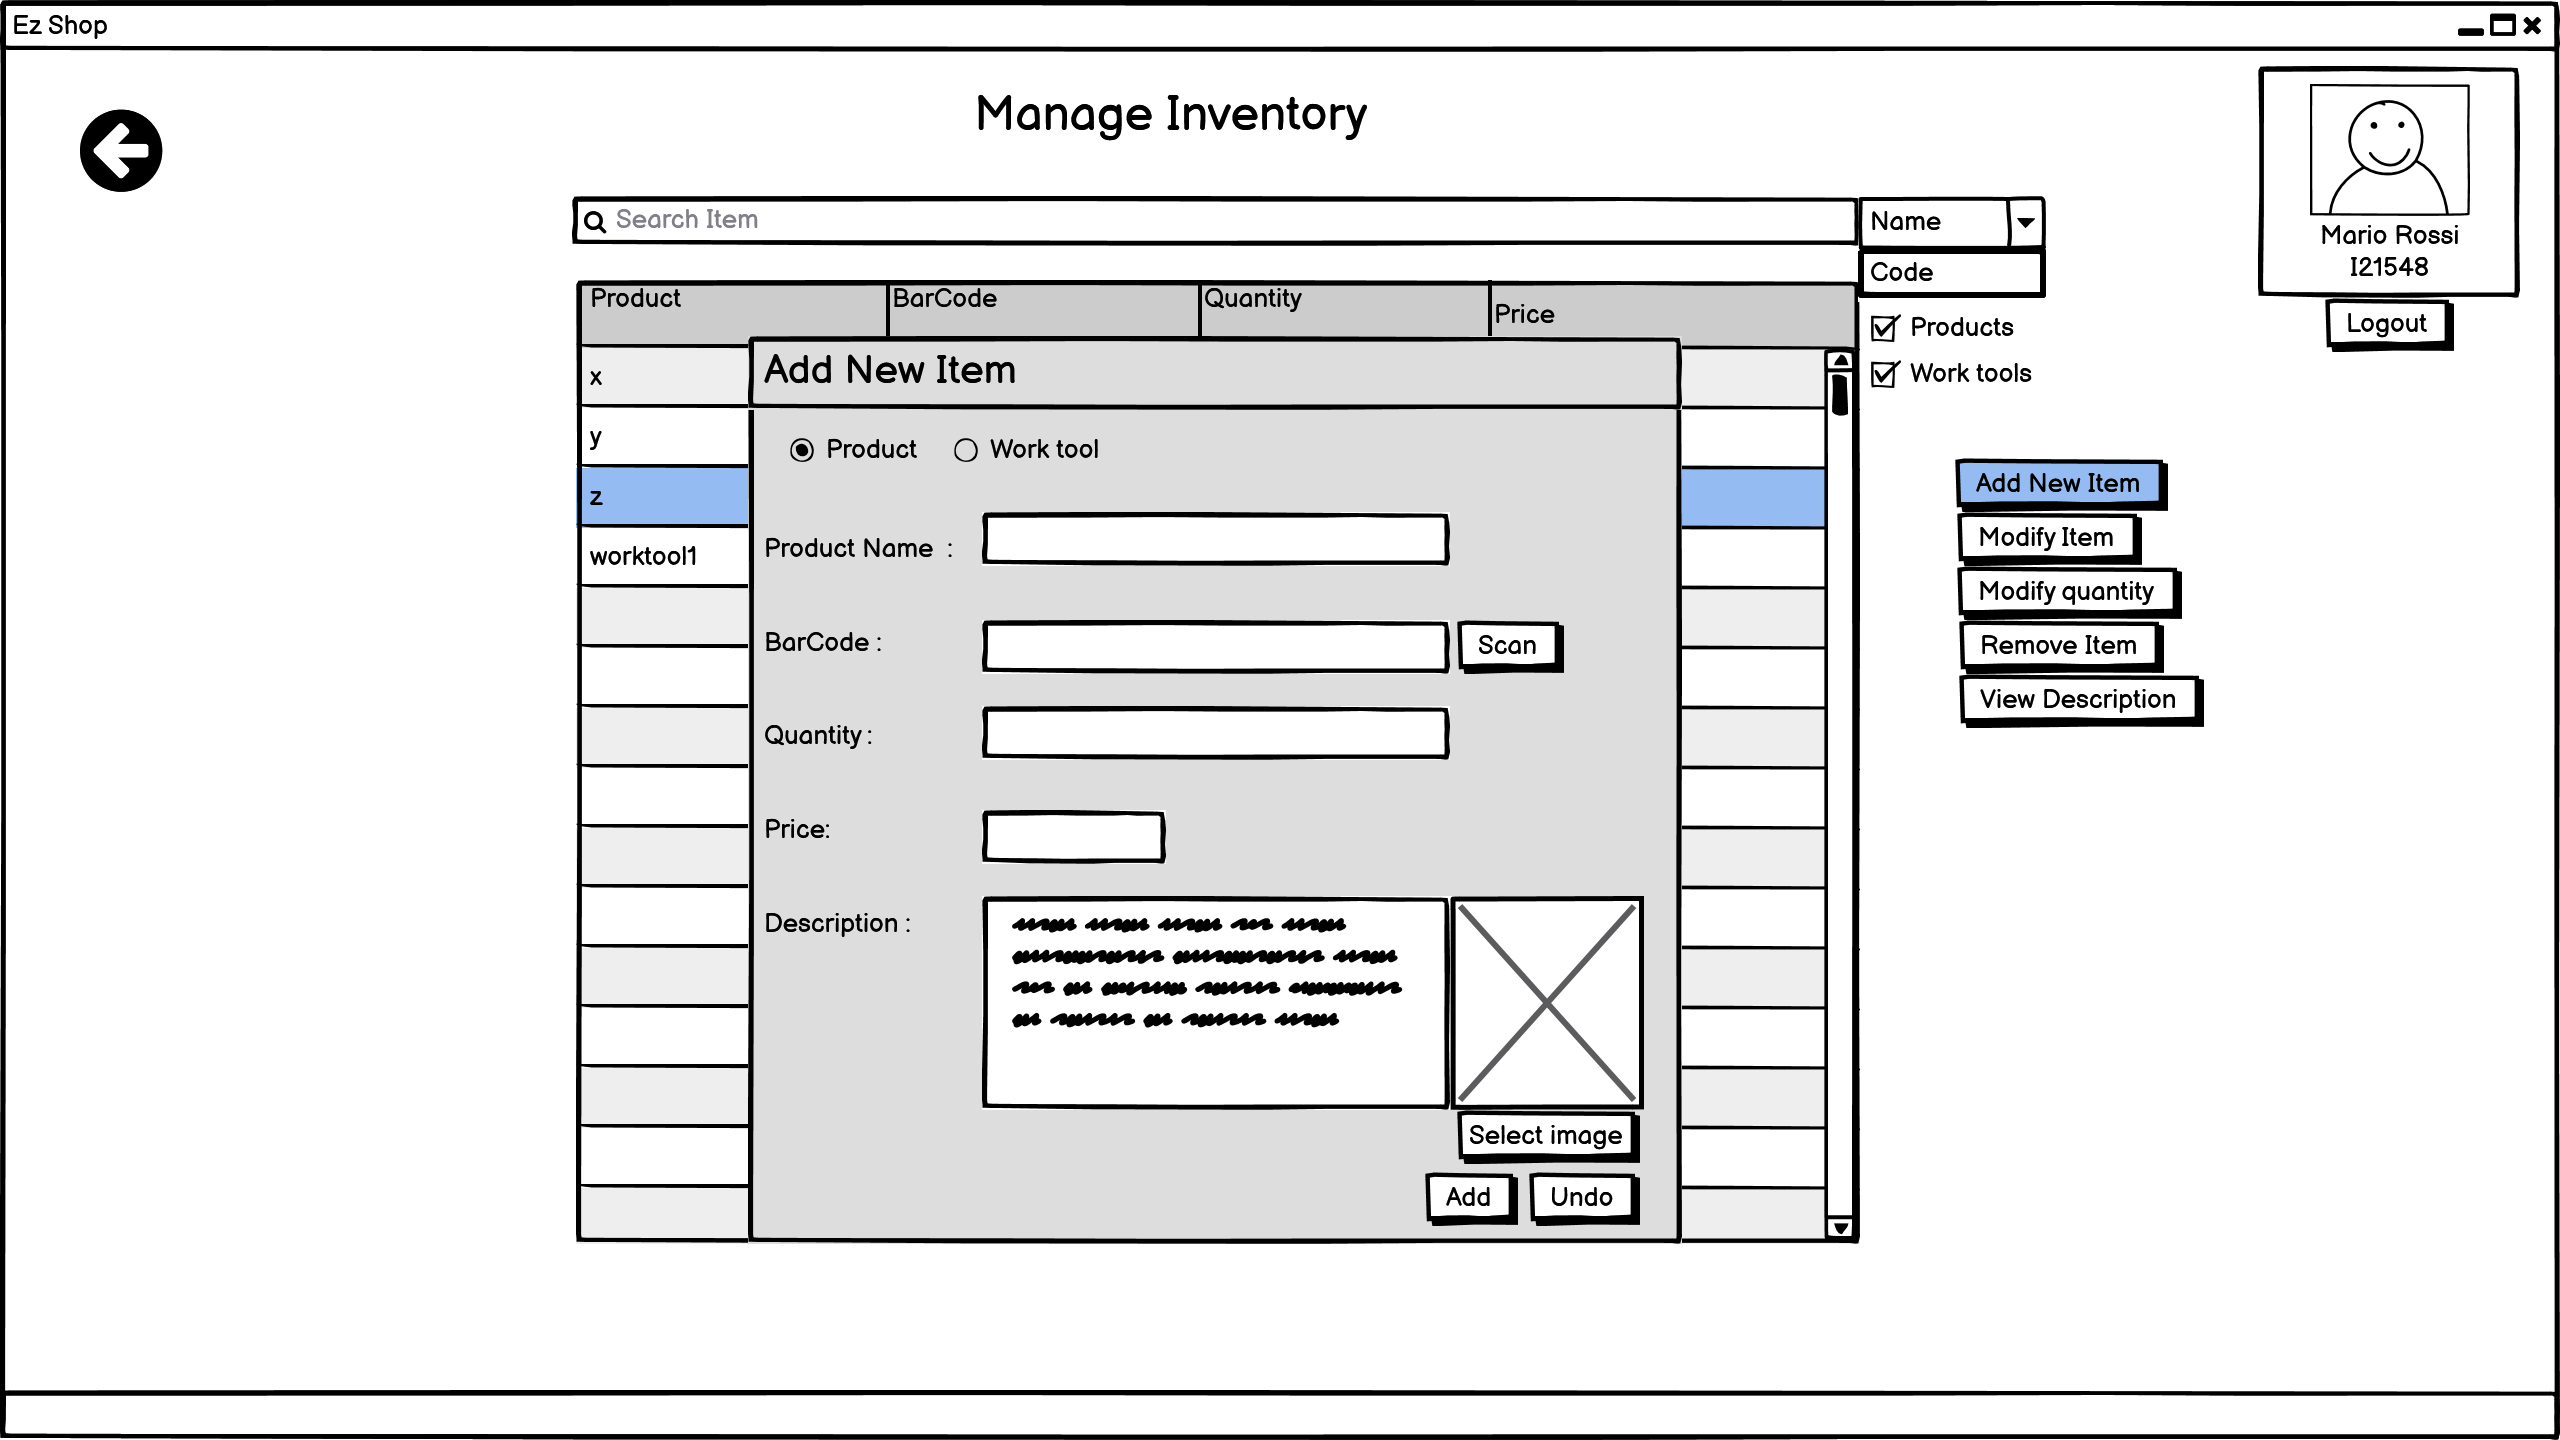 Ez Shop
Manage Inventory
Search Item
Name
Code
Mario Rossi
I21548
Logout
Product BarCode Quantity Price
Products
Work tools
x
y
z
worktool1
Add New Item
Product Work tool
Product Name :
BarCode :
Scan
Quantity :
Price:
Description :
Select image
Add Undo
Add New Item
Modify Item
Modify quantity
Remove Item
View Description